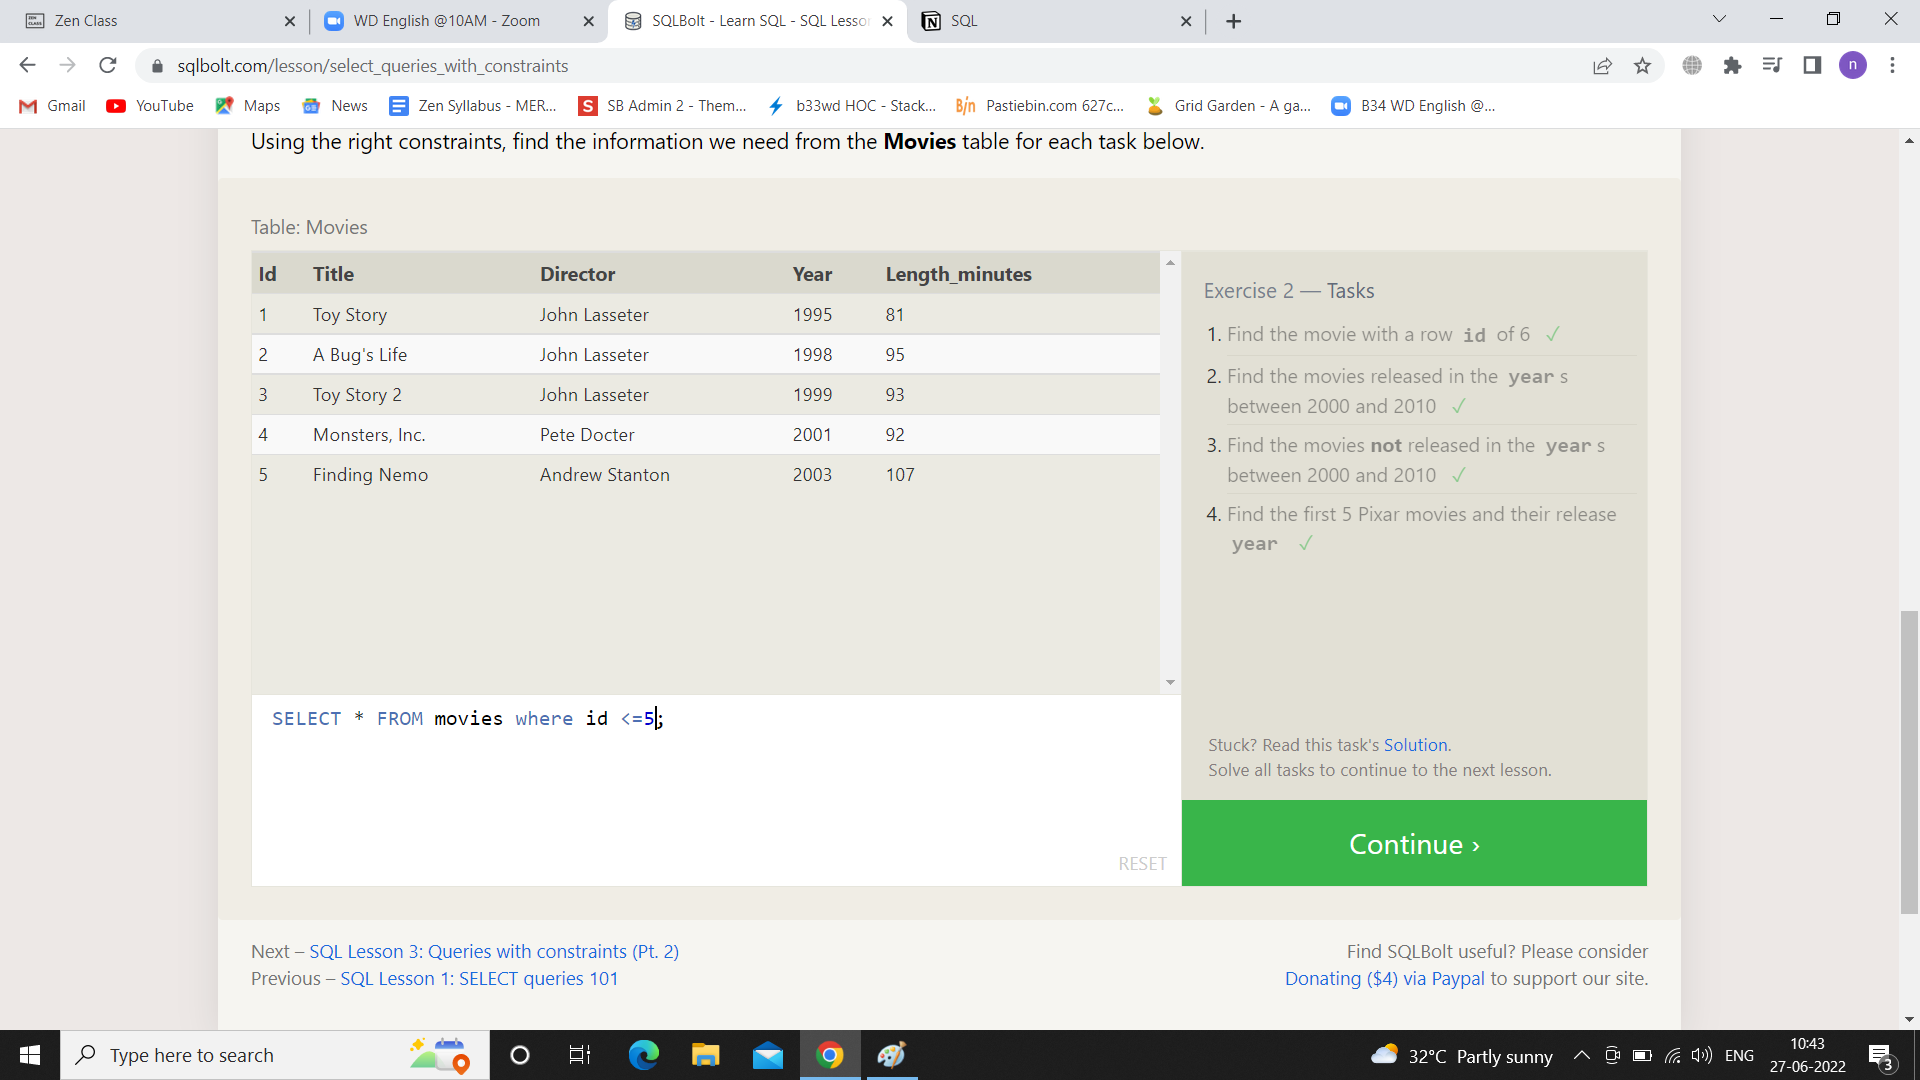 Zen Class
WD English @10AM - Zoom
SQLBolt - Learn SQL - SQL Lesso
SQL
sqlbolt.com/lesson/select_queries_with_constraints
n
Gmail
YouTube
Maps
News
Zen Syllabus - MER...
SB Admin 2 - Them...
b33wd HOC - Stack...
Pastiebin.com 627c...
Grid Garden - A ga...
B34 WD English @...
Using the right constraints, find the information we need from the Movies table for each task below.
Table: Movies
Id Title Director Year Length_minutes
1 Toy Story John Lasseter 1995 81
2 A Bug's Life John Lasseter 1998 95
3 Toy Story 2 John Lasseter 1999 93
4 Monsters, Inc. Pete Docter 2001 92
5 Finding Nemo Andrew Stanton 2003 107
SELECT * FROM movies where id <=5;
RESET
Exercise 2 — Tasks
1. Find the movie with a row id of 6 ✓
2. Find the movies released in the year s
between 2000 and 2010 ✓
3. Find the movies not released in the year s
between 2000 and 2010 ✓
4. Find the first 5 Pixar movies and their release
year ✓
Stuck? Read this task's Solution.
Solve all tasks to continue to the next lesson.
Continue ›
Next – SQL Lesson 3: Queries with constraints (Pt. 2)
Previous – SQL Lesson 1: SELECT queries 101
Find SQLBolt useful? Please consider
Donating ($4) via Paypal to support our site.
Type here to search
32°C Partly sunny
ENG
10:43
27-06-2022
3